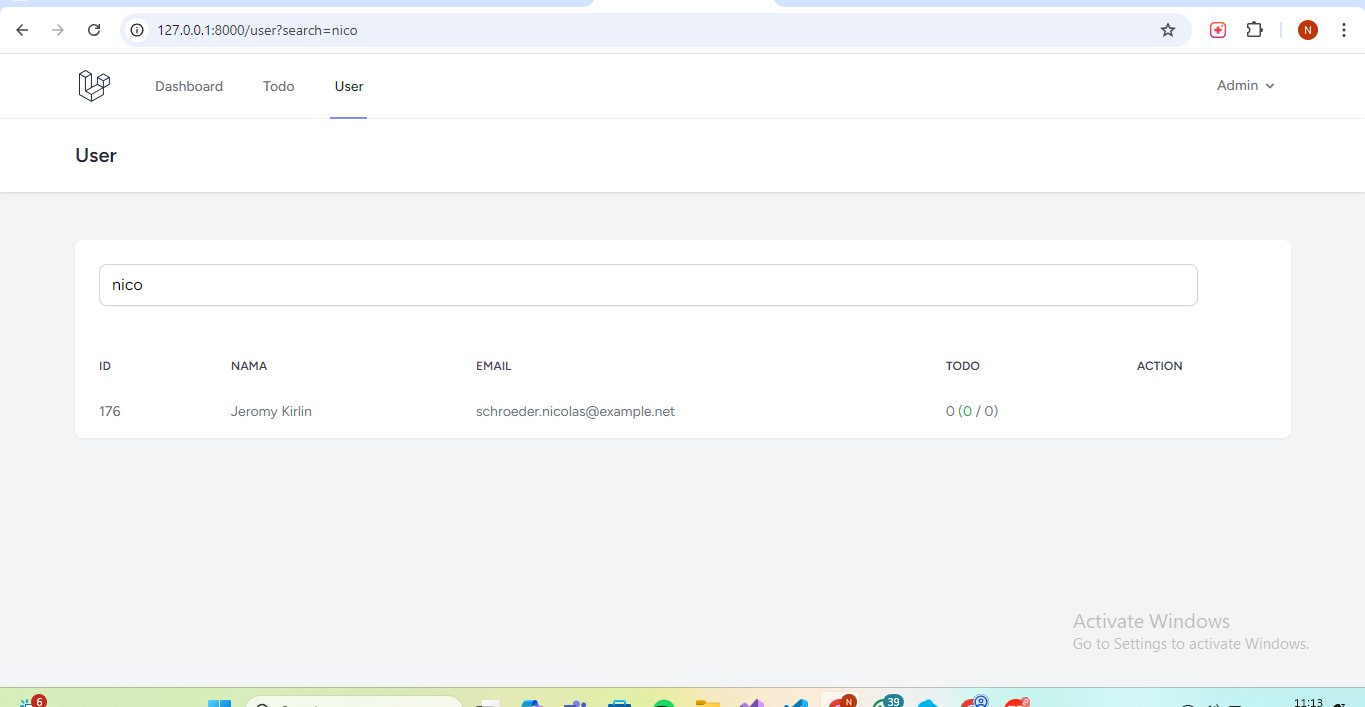 127.0.0.1:8000/user?search=nico
N
Dashboard Todo User Admin
User
nico
ID NAMA EMAIL TODO ACTION
176 Jeromy Kirlin schroeder.nicolas@example.net 0 (0 / 0)
Activate Windows
Go to Settings to activate Windows.
6 N 39 11:13